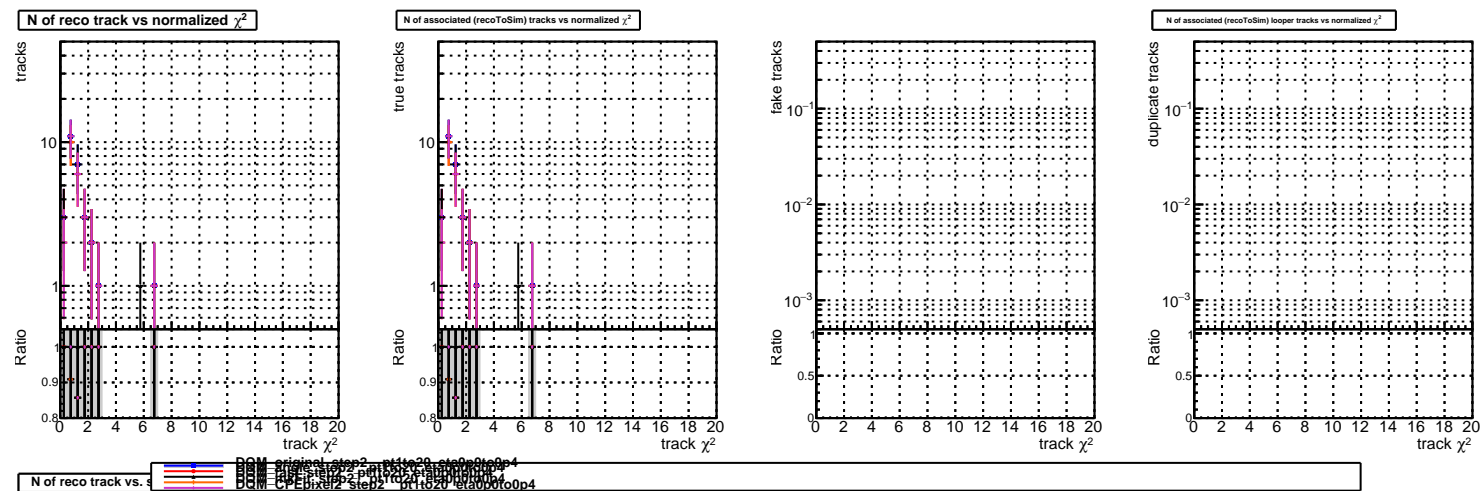 N of reco track vs normalized χ²
N of associated (recoToSim) tracks vs normalized χ²
N of associated (recoToSim) looper tracks vs normalized χ²
tracks
10
1
Ratio
1
0.9
0.8
0 2 4 6 8 10 12 14 16 18 20
track χ²
true tracks
10
1
Ratio
1
0.9
0.8
0 2 4 6 8 10 12 14 16 18 20
track χ²
fake tracks
10⁻¹
10⁻²
10⁻³
Ratio
1
0.5
0
0 2 4 6 8 10 12 14 16 18 20
track χ²
duplicate tracks
10⁻¹
10⁻²
10⁻³
Ratio
1
0.5
0
0 2 4 6 8 10 12 14 16 18 20
track χ²
DQM_original_step2 pt1to20_eta0p0to0p4
DQM_CPEpixel2_step2 pt1to20_eta0p0to0p4
N of reco track vs. s